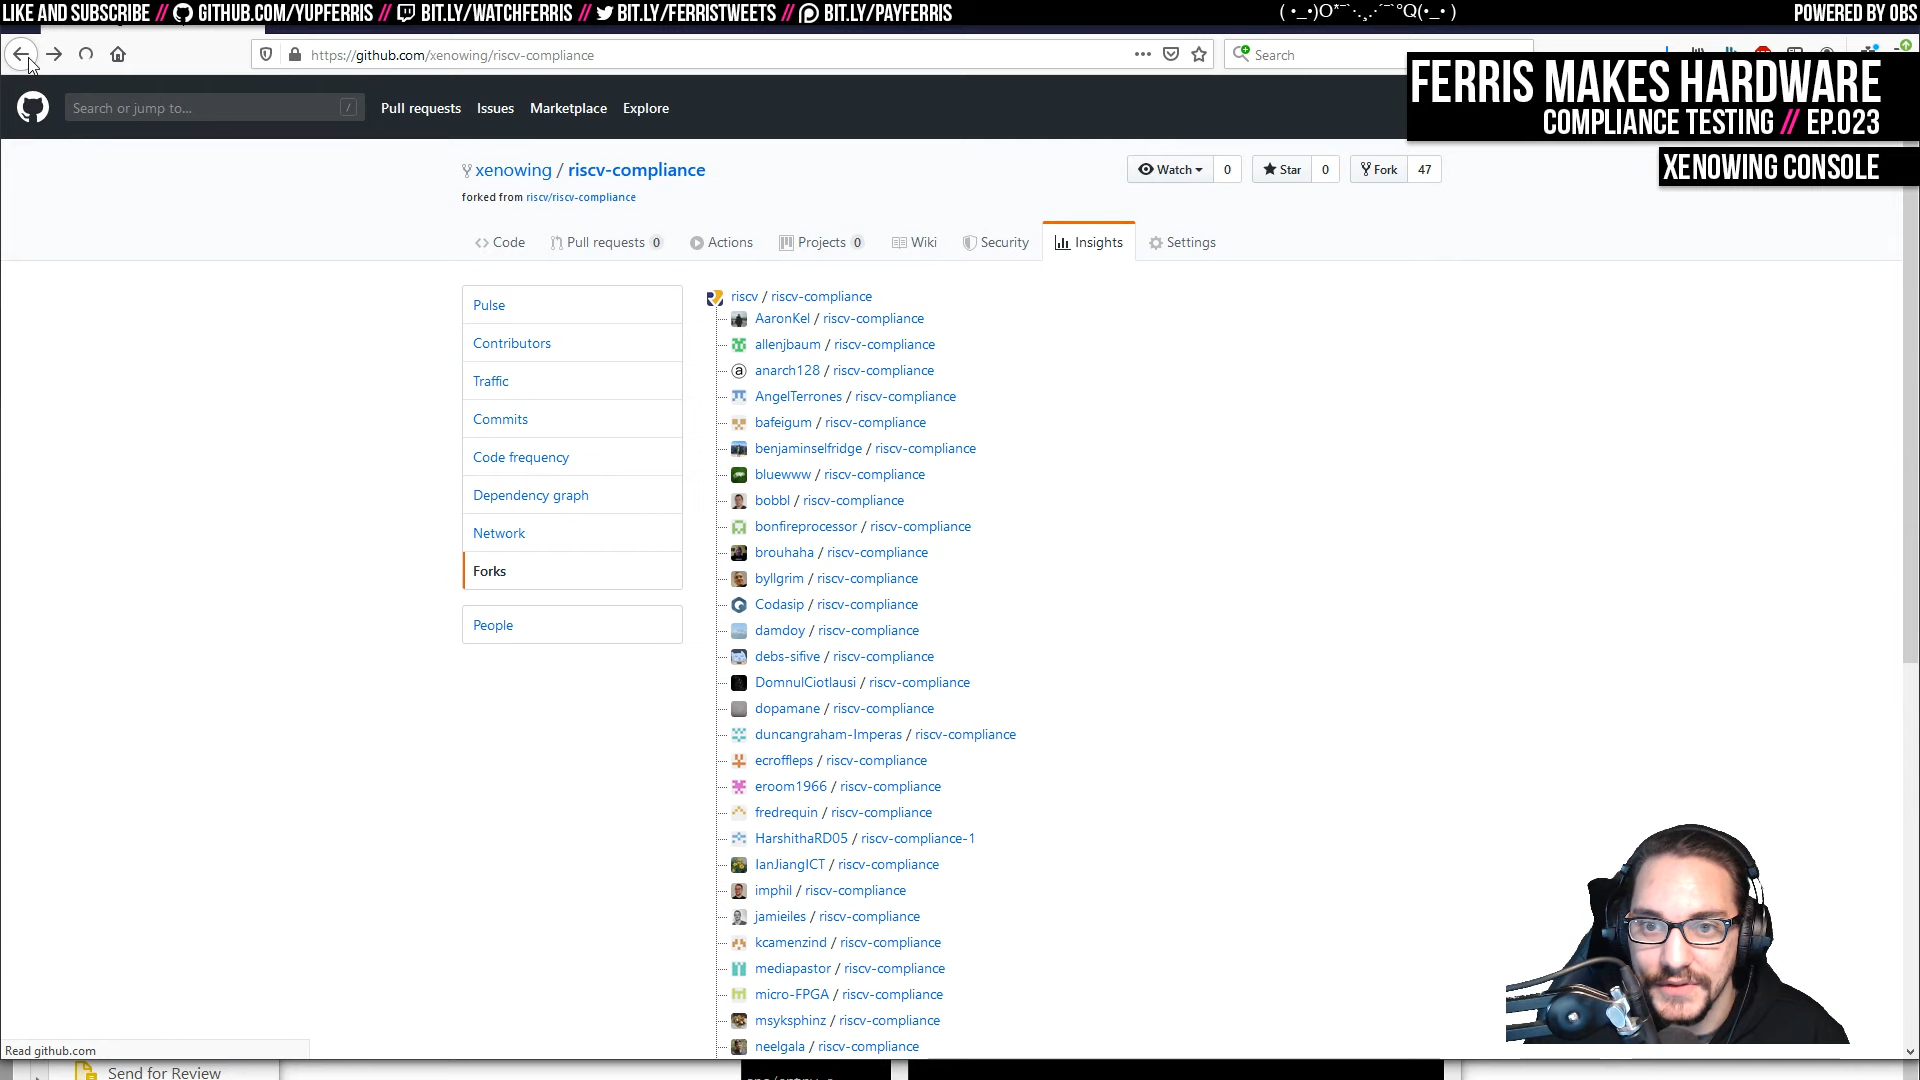 LIKE AND SUBSCRIBE // GITHUB.COM/YUPFERRIS // BIT.LY/WATCHFERRIS // BIT.LY/FERRISTWEETS // BIT.LY/PAYFERRIS
POWERED BY OBS
https://github.com/xenowing/riscv-compliance
Search
FERRIS MAKES HARDWARE
COMPLIANCE TESTING // EP.023
XENOWING CONSOLE
Search or jump to... /
Pull requests Issues Marketplace Explore
xenowing / riscv-compliance
Watch 0 Star 0 Fork 47
forked from riscv/riscv-compliance
Code Pull requests 0 Actions Projects 0 Wiki Security Insights Settings
Pulse
Contributors
Traffic
Commits
Code frequency
Dependency graph
Network
Forks
People
riscv / riscv-compliance
AaronKel / riscv-compliance
allenjbaum / riscv-compliance
anarch128 / riscv-compliance
AngelTerrones / riscv-compliance
bafeigum / riscv-compliance
benjaminselfridge / riscv-compliance
bluewww / riscv-compliance
bobbl / riscv-compliance
bonfireprocessor / riscv-compliance
brouhaha / riscv-compliance
byllgrim / riscv-compliance
Codasip / riscv-compliance
damdoy / riscv-compliance
debs-sifive / riscv-compliance
DomnulCiotlausi / riscv-compliance
dopamane / riscv-compliance
duncangraham-Imperas / riscv-compliance
ecroffleps / riscv-compliance
eroom1966 / riscv-compliance
fredrequin / riscv-compliance
HarshithaRD05 / riscv-compliance-1
IanJiangICT / riscv-compliance
imphil / riscv-compliance
jamieiles / riscv-compliance
kcamenzind / riscv-compliance
mediapastor / riscv-compliance
micro-FPGA / riscv-compliance
msyksphinz / riscv-compliance
neelgala / riscv-compliance
Read github.com
Send for Review